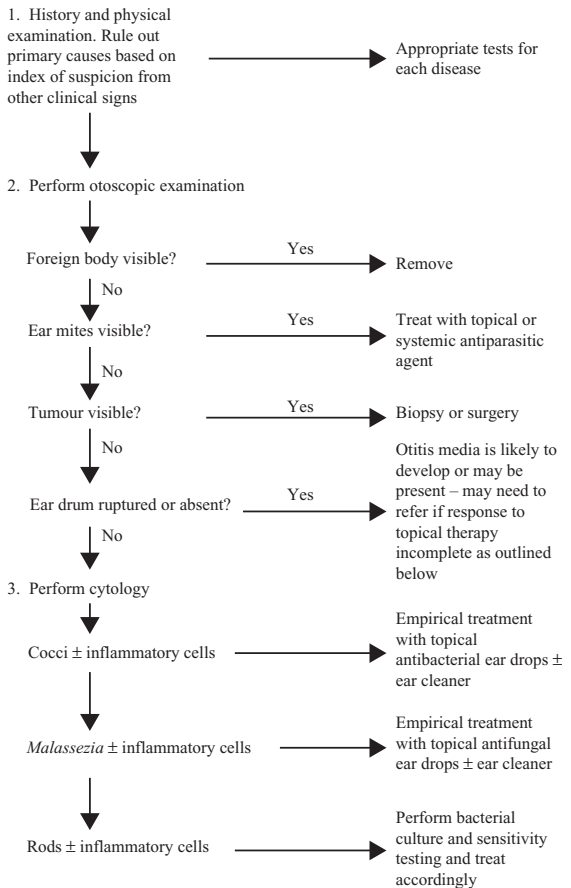 1. History and physical
examination. Rule out
primary causes based on
index of suspicion from
other clinical signs
Appropriate tests for
each disease
2. Perform otoscopic examination
Foreign body visible?
Yes
Remove
No
Ear mites visible?
Yes
Treat with topical or
systemic antiparasitic
agent
No
Tumour visible?
Yes
Biopsy or surgery
No
Ear drum ruptured or absent?
Yes
Otitis media is likely to
develop or may be
present – may need to
refer if response to
topical therapy
incomplete as outlined
below
No
3. Perform cytology
Cocci ± inflammatory cells
Empirical treatment
with topical
antibacterial ear drops ±
ear cleaner
Malassezia ± inflammatory cells
Empirical treatment
with topical antifungal
ear drops ± ear cleaner
Rods ± inflammatory cells
Perform bacterial
culture and sensitivity
testing and treat
accordingly